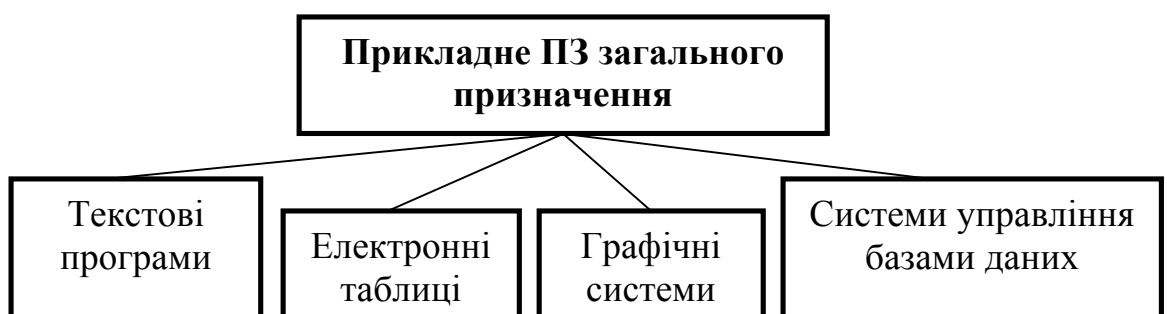 Прикладне ПЗ загального
призначення
Текстові
програми
Електронні
таблиці
Графічні
системи
Системи управління
базами даних